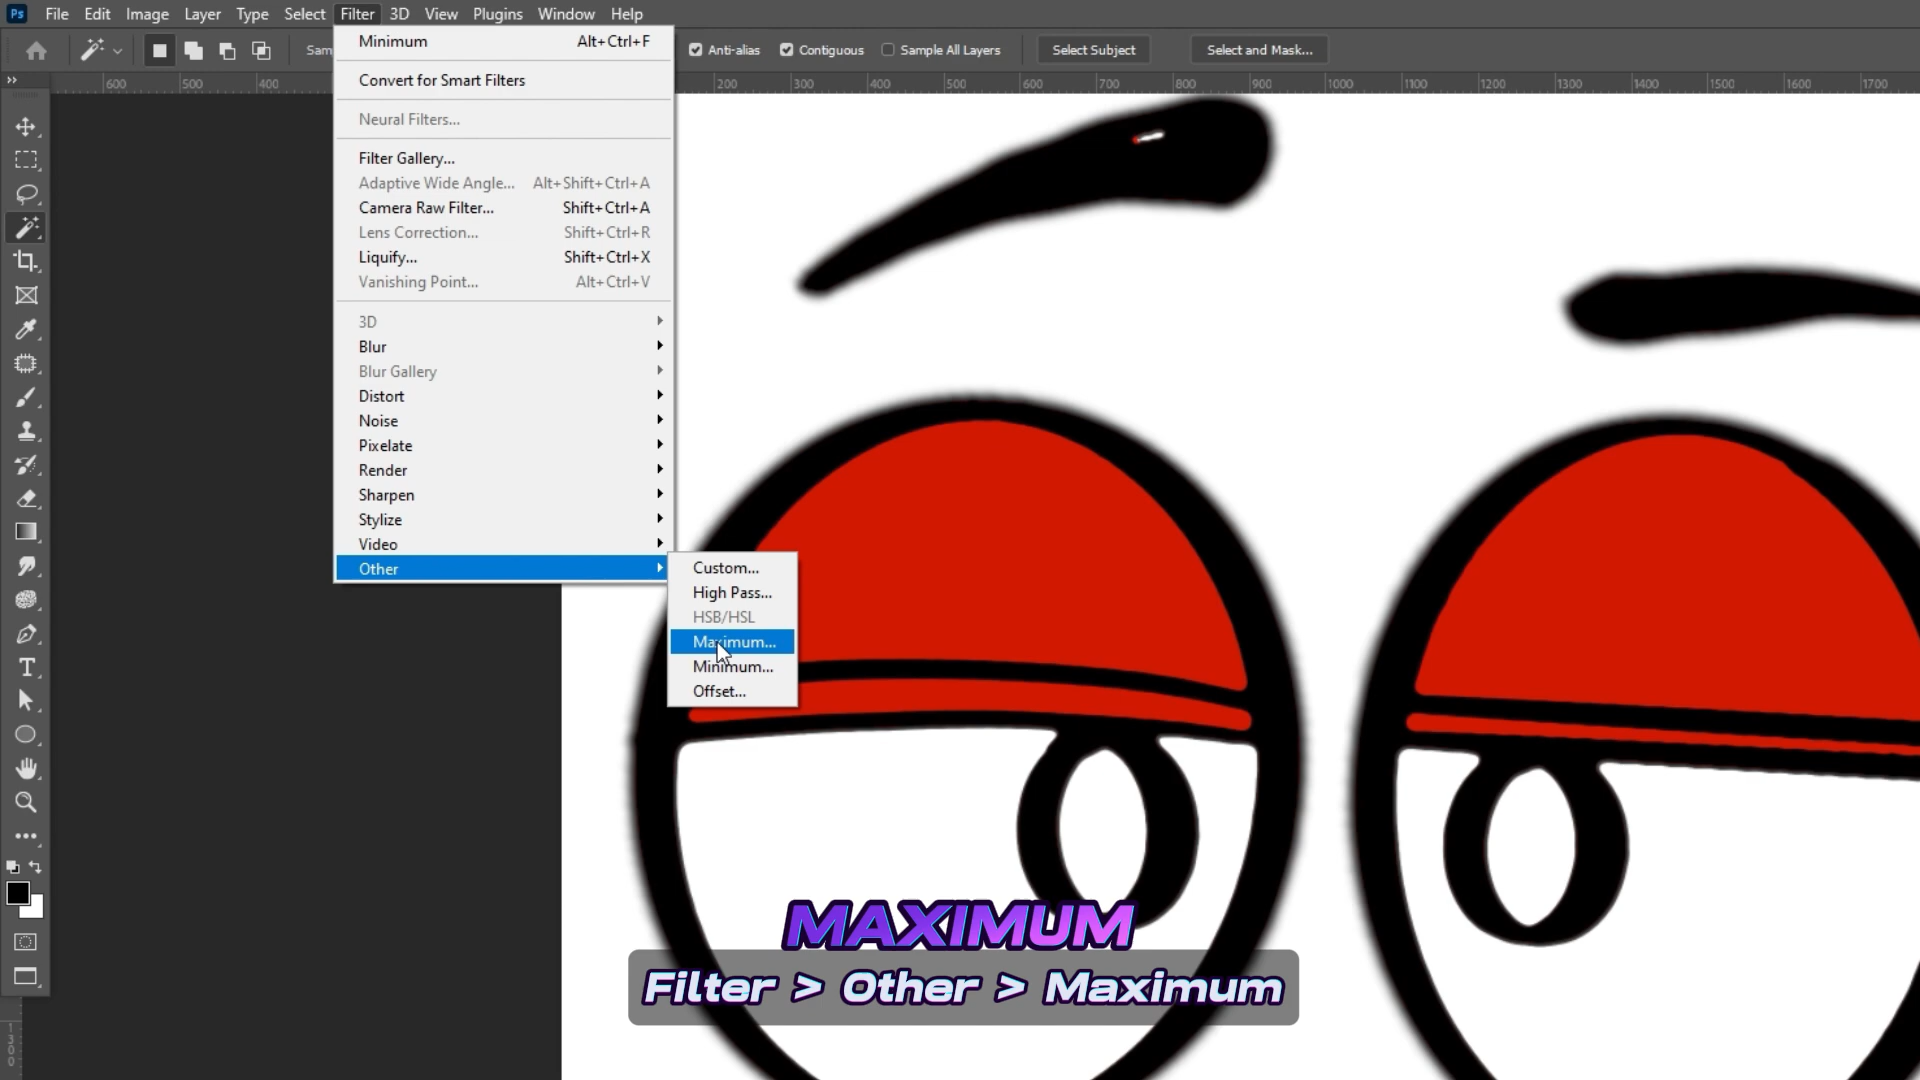 Ps File Edit Image Layer Type Select Filter 3D View Plugins Window Help
Sam Anti-alias Contiguous Sample All Layers Select Subject Select and Mask...
600 500 400 200 300 400 500 600 700 800 900 1000 1100 1200 1300 1400 1500 1600 1700
Minimum Alt+Ctrl+F
Convert for Smart Filters
Neural Filters...
Filter Gallery...
Adaptive Wide Angle... Alt+Shift+Ctrl+A
Camera Raw Filter... Shift+Ctrl+A
Lens Correction... Shift+Ctrl+R
Liquify... Shift+Ctrl+X
Vanishing Point... Alt+Ctrl+V
3D
Blur
Blur Gallery
Distort
Noise
Pixelate
Render
Sharpen
Stylize
Video
Other
Custom...
High Pass...
HSB/HSL
Maximum...
Minimum...
Offset...
MAXIMUM
Filter > Other > Maximum
1300